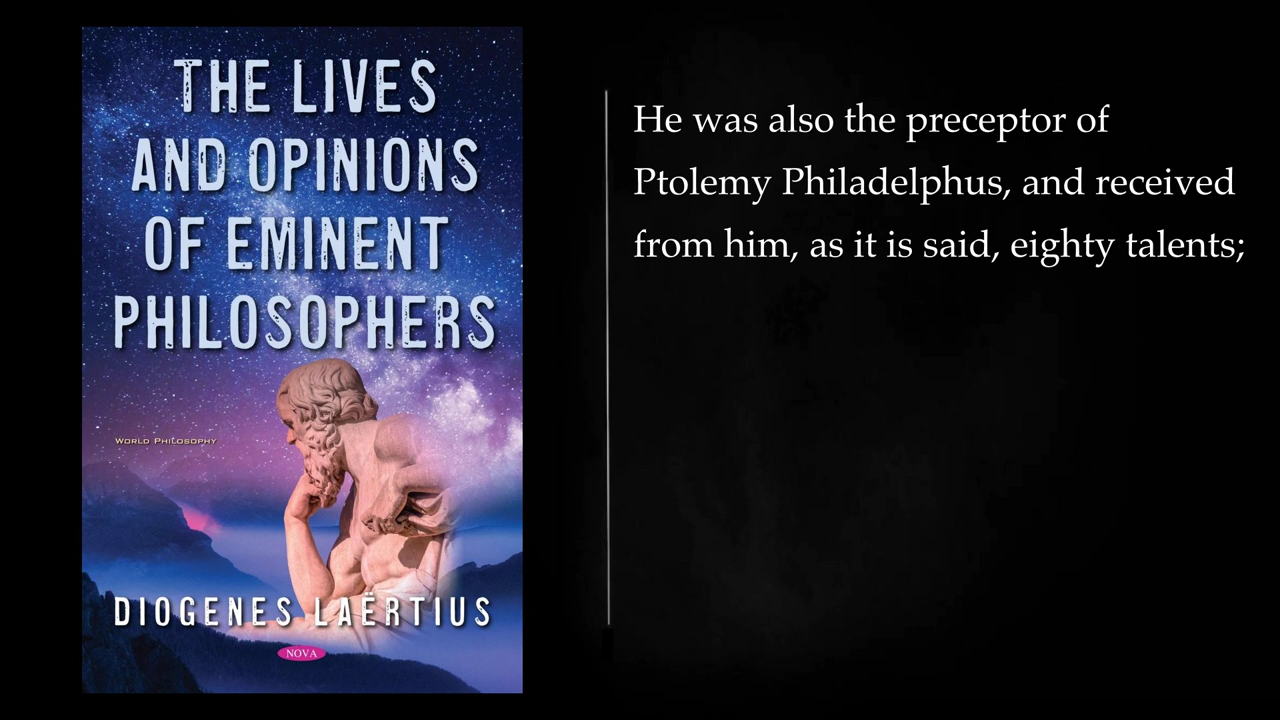 THE LIVES
AND OPINIONS
OF EMINENT
PHILOSOPHERS
WORLD PHILOSOPHY
DIOGENES LAËRTIUS
NOVA
He was also the preceptor of
Ptolemy Philadelphus, and received
from him, as it is said, eighty talents;